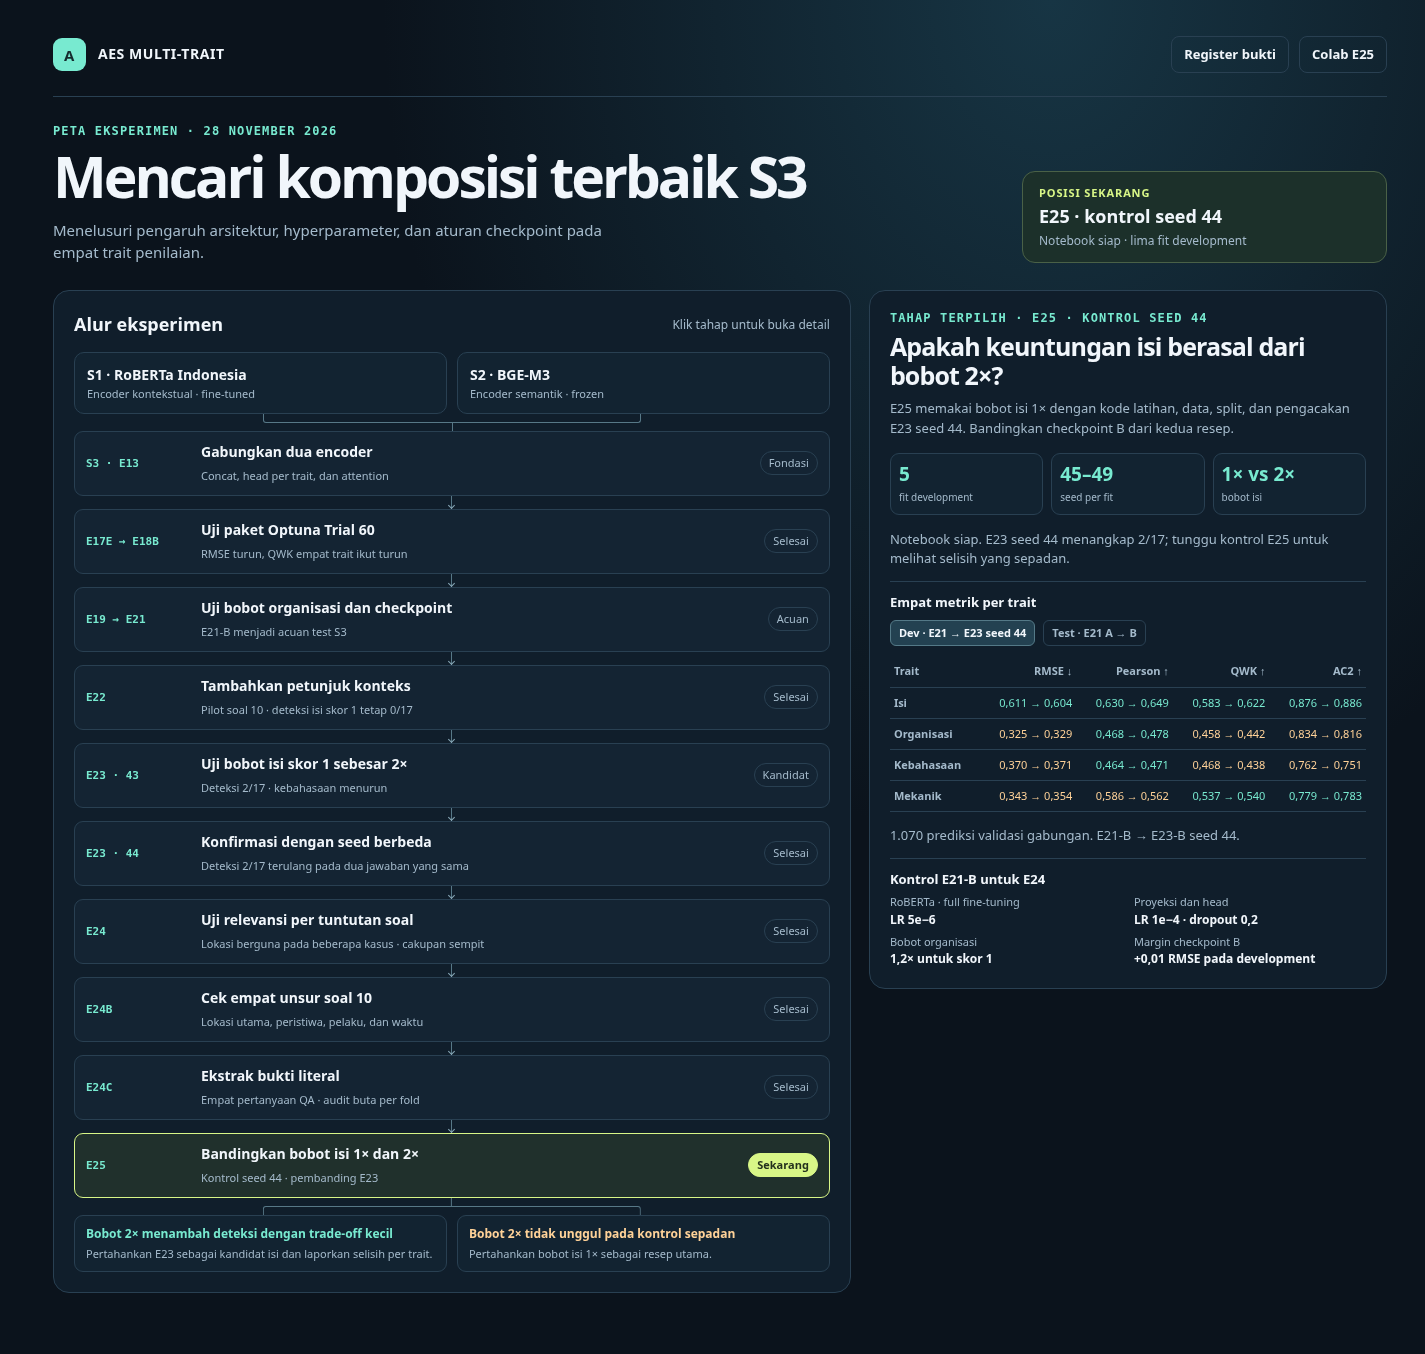 A
AES MULTI-TRAIT
Register bukti
Colab E25
PETA EKSPERIMEN · 28 NOVEMBER 2026
Mencari komposisi terbaik S3
Menelusuri pengaruh arsitektur, hyperparameter, dan aturan checkpoint pada
empat trait penilaian.
POSISI SEKARANG
E25 · kontrol seed 44
Notebook siap · lima fit development
Alur eksperimen
Klik tahap untuk buka detail
S1 · RoBERTa Indonesia
Encoder kontekstual · fine-tuned
S2 · BGE-M3
Encoder semantik · frozen
S3 · E13
Gabungkan dua encoder
Concat, head per trait, dan attention
Fondasi
E17E → E18B
Uji paket Optuna Trial 60
RMSE turun, QWK empat trait ikut turun
Selesai
E19 → E21
Uji bobot organisasi dan checkpoint
E21-B menjadi acuan test S3
Acuan
E22
Tambahkan petunjuk konteks
Pilot soal 10 · deteksi isi skor 1 tetap 0/17
Selesai
E23 · 43
Uji bobot isi skor 1 sebesar 2×
Deteksi 2/17 · kebahasaan menurun
Kandidat
E23 · 44
Konfirmasi dengan seed berbeda
Deteksi 2/17 terulang pada dua jawaban yang sama
Selesai
E24
Uji relevansi per tuntutan soal
Lokasi berguna pada beberapa kasus · cakupan sempit
Selesai
E24B
Cek empat unsur soal 10
Lokasi utama, peristiwa, pelaku, dan waktu
Selesai
E24C
Ekstrak bukti literal
Empat pertanyaan QA · audit buta per fold
Selesai
E25
Bandingkan bobot isi 1× dan 2×
Kontrol seed 44 · pembanding E23
Sekarang
Bobot 2× menambah deteksi dengan trade-off kecil
Pertahankan E23 sebagai kandidat isi dan laporkan selisih per trait.
Bobot 2× tidak unggul pada kontrol sepadan
Pertahankan bobot isi 1× sebagai resep utama.
TAHAP TERPILIH · E25 · KONTROL SEED 44
Apakah keuntungan isi berasal dari
bobot 2×?
E25 memakai bobot isi 1× dengan kode latihan, data, split, dan pengacakan
E23 seed 44. Bandingkan checkpoint B dari kedua resep.
5
fit development
45–49
seed per fit
1× vs 2×
bobot isi
Notebook siap. E23 seed 44 menangkap 2/17; tunggu kontrol E25 untuk
melihat selisih yang sepadan.
Empat metrik per trait
Dev · E21 → E23 seed 44
Test · E21 A → B
Trait RMSE ↓ Pearson ↑ QWK ↑ AC2 ↑
Isi 0,611 → 0,604 0,630 → 0,649 0,583 → 0,622 0,876 → 0,886
Organisasi 0,325 → 0,329 0,468 → 0,478 0,458 → 0,442 0,834 → 0,816
Kebahasaan 0,370 → 0,371 0,464 → 0,471 0,468 → 0,438 0,762 → 0,751
Mekanik 0,343 → 0,354 0,586 → 0,562 0,537 → 0,540 0,779 → 0,783
1.070 prediksi validasi gabungan. E21-B → E23-B seed 44.
Kontrol E21-B untuk E24
RoBERTa · full fine-tuning
LR 5e−6
Proyeksi dan head
LR 1e−4 · dropout 0,2
Bobot organisasi
1,2× untuk skor 1
Margin checkpoint B
+0,01 RMSE pada development